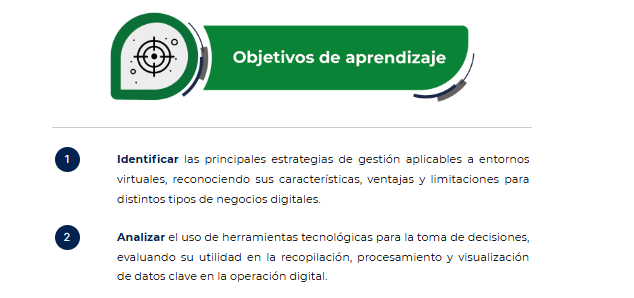 Objetivos de aprendizaje
1
Identificar las principales estrategias de gestión aplicables a entornos
virtuales, reconociendo sus características, ventajas y limitaciones para
distintos tipos de negocios digitales.
2
Analizar el uso de herramientas tecnológicas para la toma de decisiones,
evaluando su utilidad en la recopilación, procesamiento y visualización
de datos clave en la operación digital.